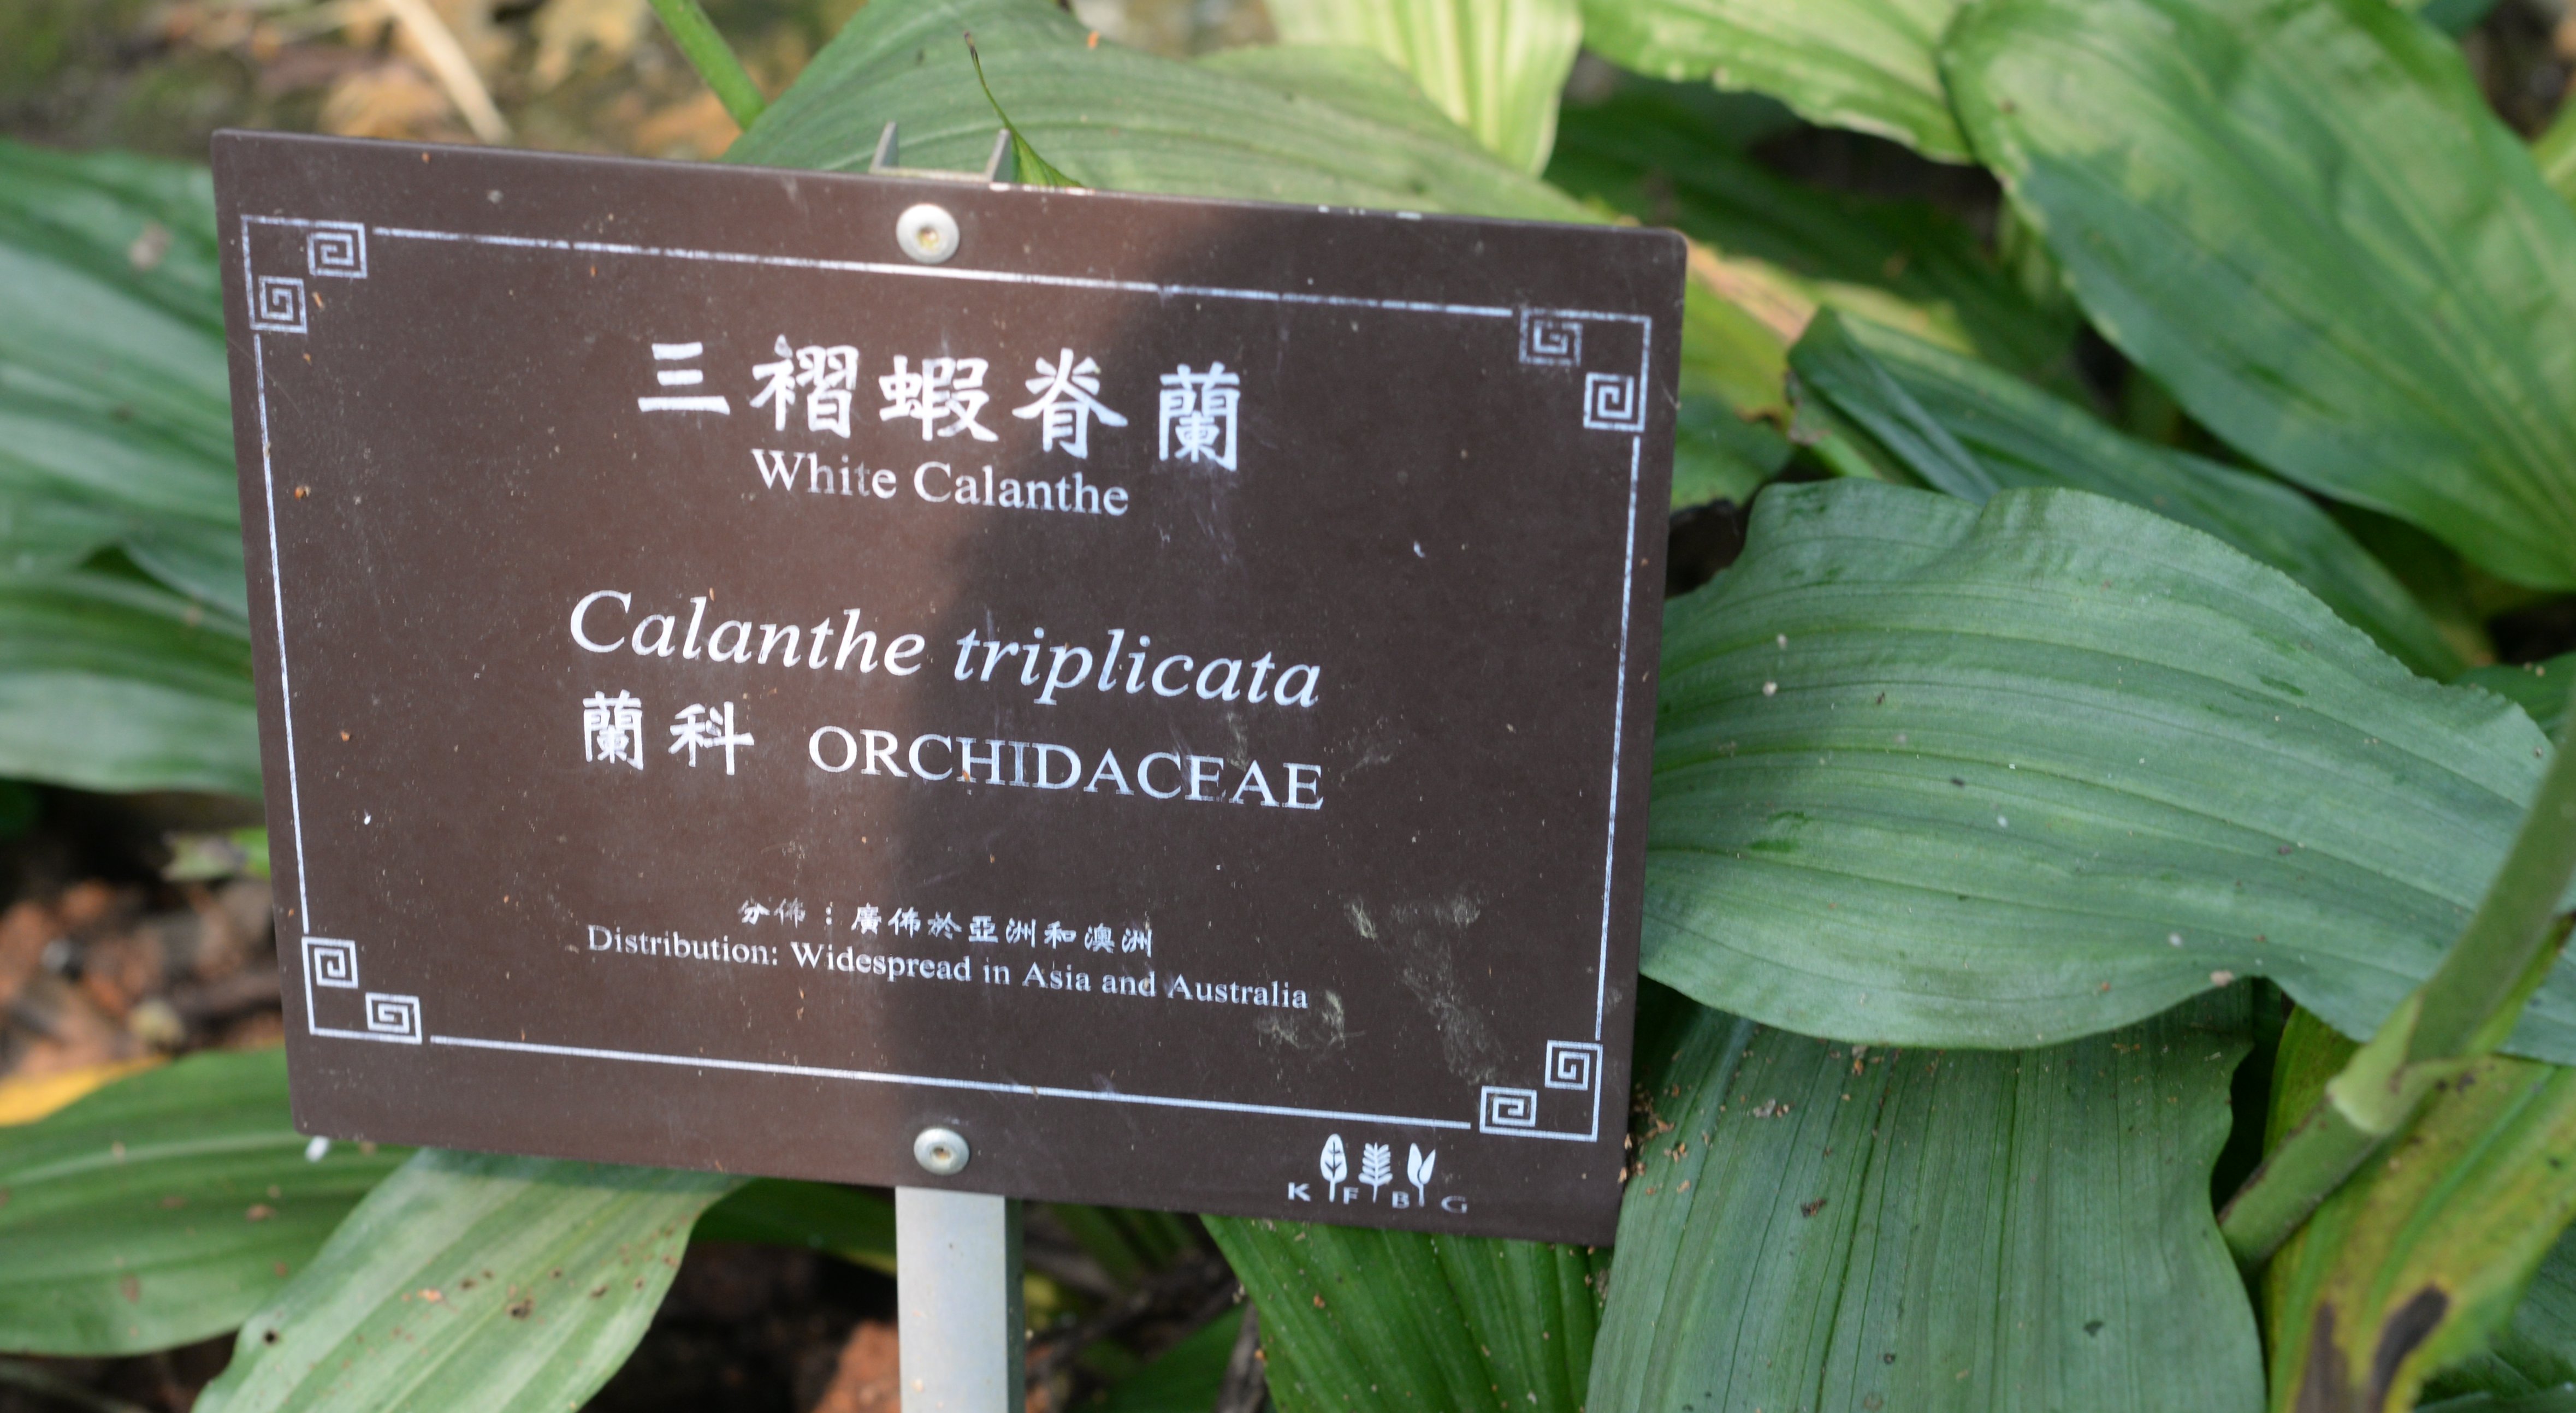 三褶蝦脊蘭
White Calanthe
Calanthe triplicata
蘭科 ORCHIDACEAE
分佈：廣佈於亞洲和澳洲
Distribution: Widespread in Asia and Australia
K F B G